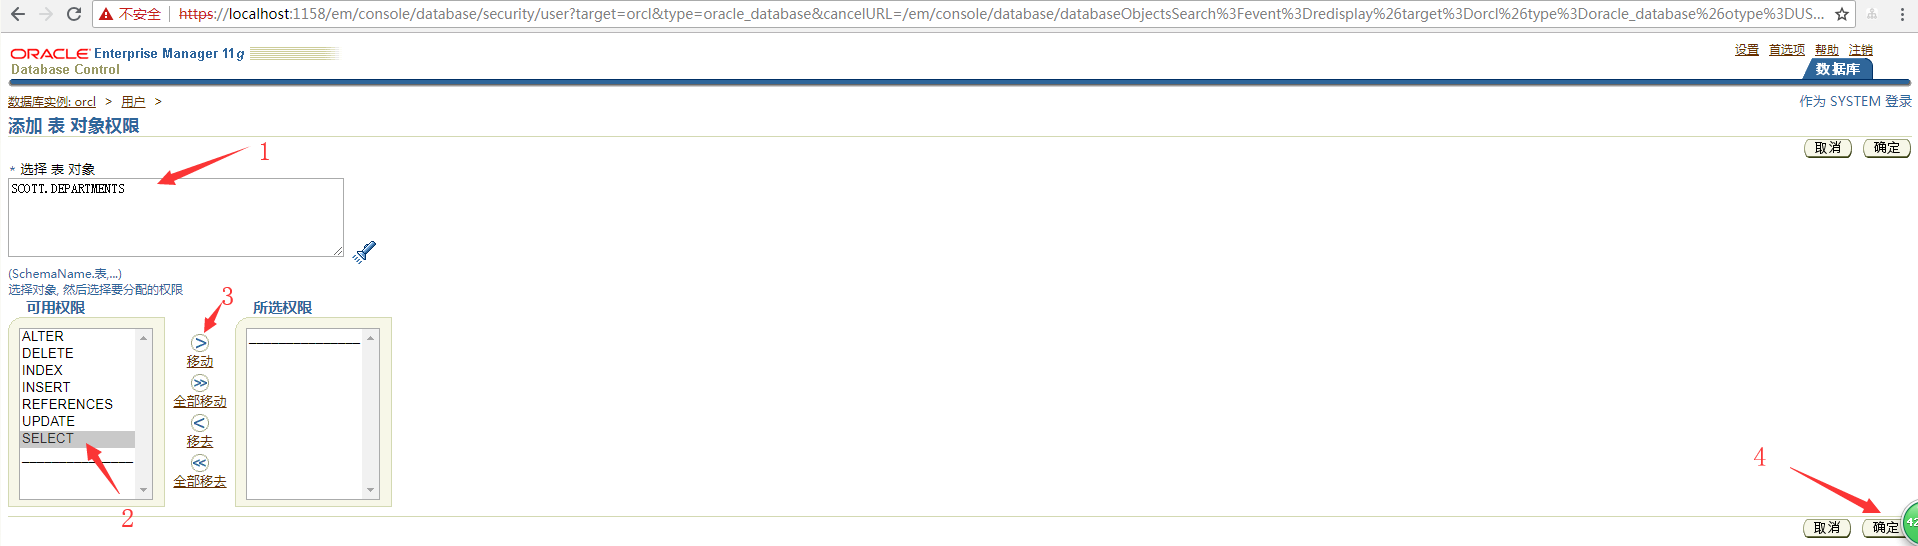 不安全 https://localhost:1158/em/console/database/security/user?target=orcl&type=oracle_database&cancelURL=/em/console/database/databaseObjectsSearch%3Fevent%3Dredisplay%26target%3Dorcl%26type%3Doracle_database%26otype%3DUS...
ORACLE Enterprise Manager 11g
Database Control
设置 首选项 帮助 注销
数据库
数据库实例: orcl > 用户 >
作为 SYSTEM 登录
添加 表 对象权限
取消 确定
1
* 选择 表 对象
SCOTT.DEPARTMENTS
(SchemaName.表,...)
选择对象, 然后选择要分配的权限
3
可用权限 所选权限
ALTER
DELETE
INDEX
INSERT
REFERENCES
UPDATE
SELECT
移动
全部移动
移去
全部移去
2
4
取消 确定
42